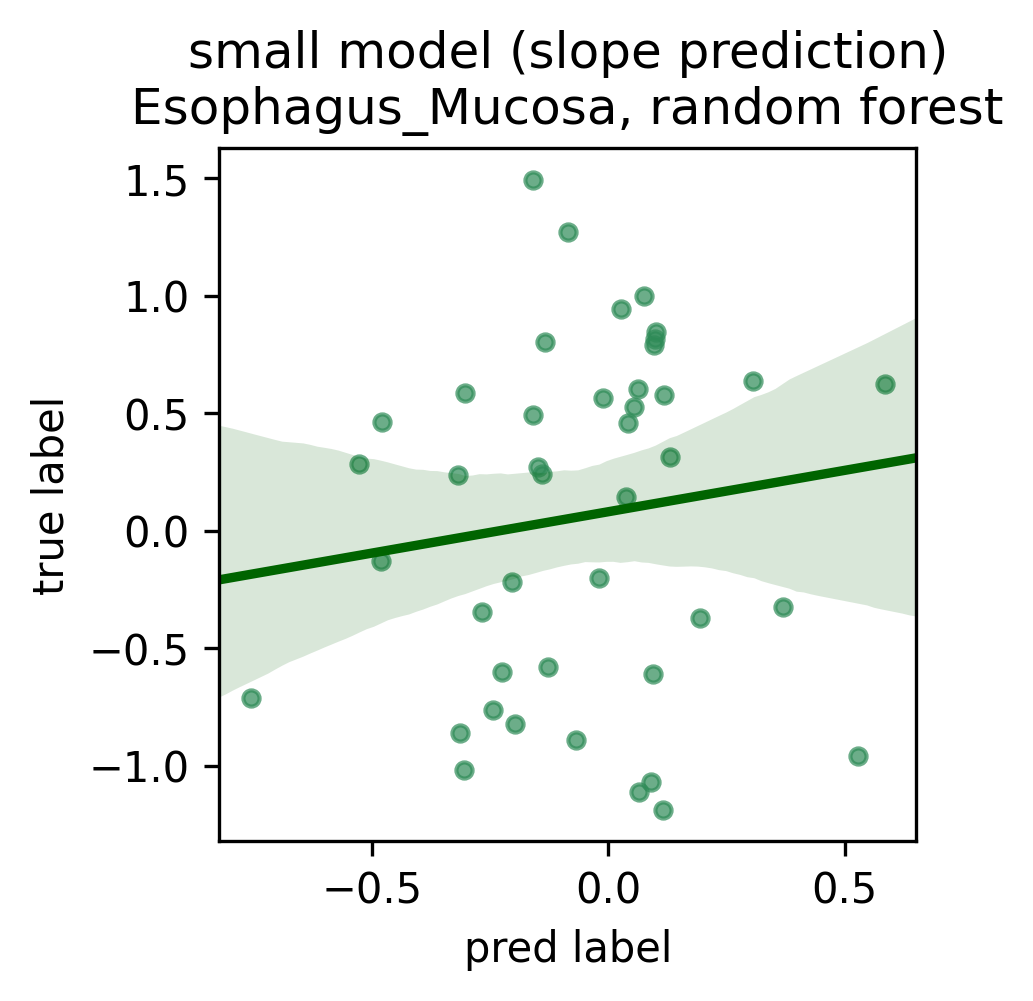 small model (slope prediction)
Esophagus_Mucosa, random forest
1.5
1.0
0.5
0.0
−0.5
−1.0
true label
−0.5 0.0 0.5
pred label